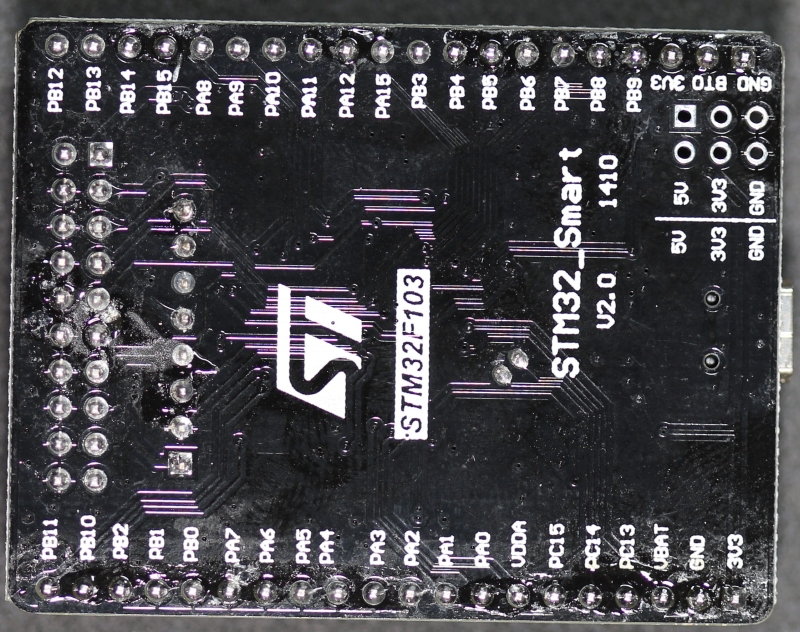 PB12
PB13
PB14
PB15
PA8
PA9
PA10
PA11
PA12
PA15
PB3
PB4
PB5
PB6
PB7
PB8
PB9
3V3
BT0
GND
5V
3V3
GND
5V
3V3
GND
STM32_Smart
1410
V2.0
ST
STM32F103
PB11
PB10
PB2
PB1
PB0
PA7
PA6
PA5
PA4
PA3
PA2
PA1
PA0
VDDA
PC15
PC14
PC13
VBAT
GND
3V3